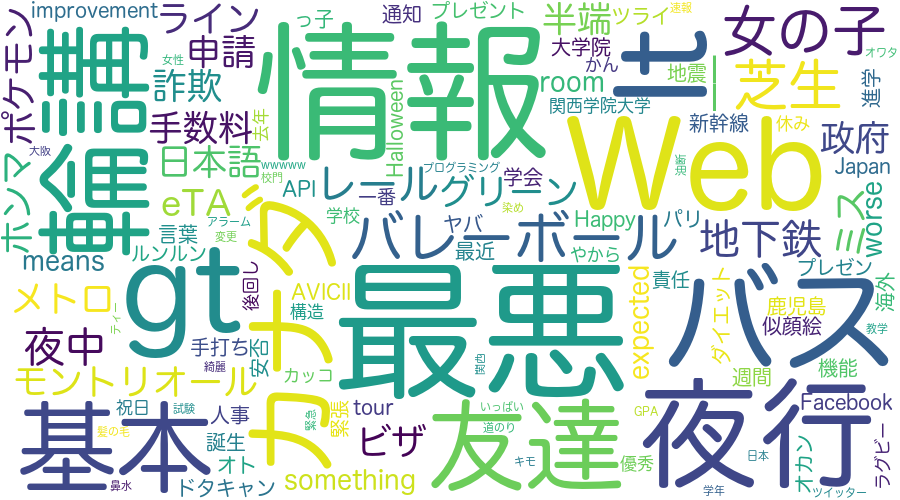 improvement
ライン
っ子
通知
プレゼント
半端
ツライ
速報
女の子
オワタ
ポケモン
輪講
申請
女性
詐欺
情報
Halloween
大学院
かん
room
地震
lt
芝生
進学
手数料
去年
関西学院大学
新幹線
休み
政府
ホンマ
大阪
日本語
校門
wwwww
API
レール
プログラミング
学会
グリーン
一番
染め
Web
Japan
eTA
カナダ
アラーム
変更
言葉
学校
バレーボール
ヤバ
最近
Happy
やから
パリ
地下鉄
ミス
worse
means
ルンルン
後回し
AVICII
構造
gt
最悪
expected
責任
バス
プレゼン
海外
メトロ
ティー
夜中
手打ち
綺麗
安否
カッコ
関西
ダイエット
鹿児島
似顔絵
教学
モントリオール
週間
機能
基本
祝日
試験
人事
髪の毛
緊急
緊張
tour
友達
いっぱい
道のり
GPA
夜行
Facebook
誕生
ビザ
鼻水
オト
ドタキャン
something
キモ
優秀
学年
日本
オカン
ツイッター
ラグビー